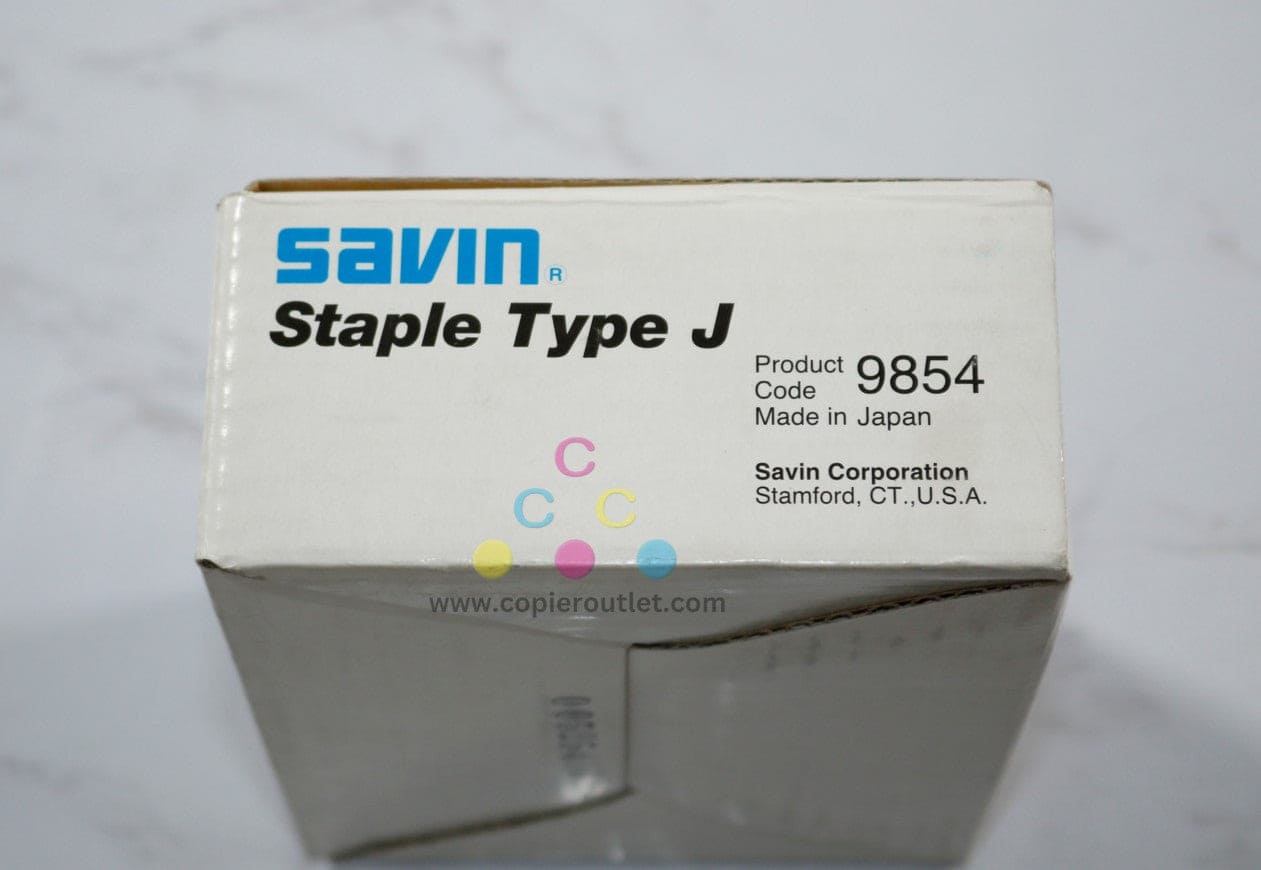 savin®
Staple Type J
Product
Code 9854
Made in Japan
Savin Corporation
Stamford, CT.,U.S.A.
C
C C
www.copieroutlet.com